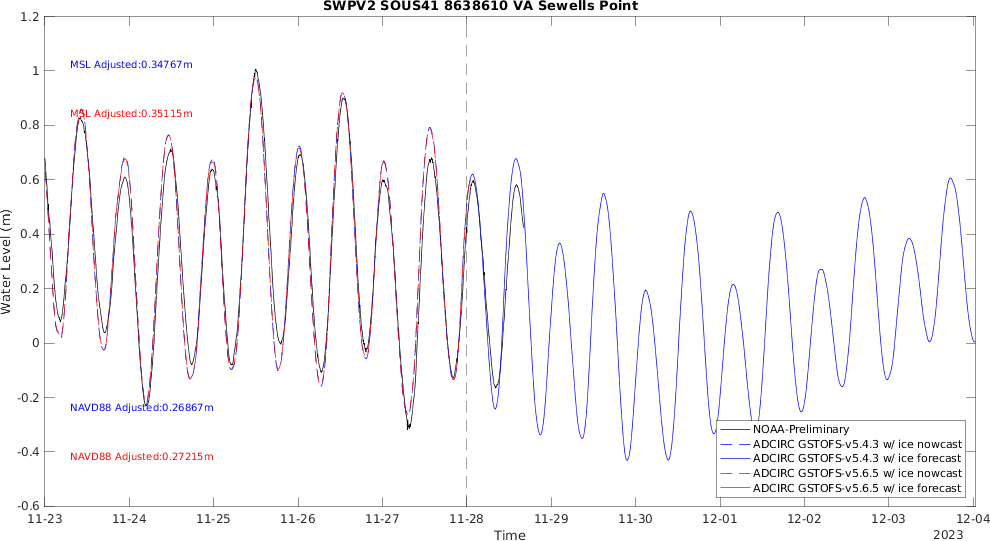 SWPV2 SOUS41 8638610 VA Sewells Point
1.2
1
0.8
0.6
0.4
0.2
0
-0.2
-0.4
-0.6
Water Level (m)
MSL Adjusted:0.34767m
MSL Adjusted:0.35115m
NAVD88 Adjusted:0.26867m
NAVD88 Adjusted:0.27215m
NOAA-Preliminary
ADCIRC GSTOFS-v5.4.3 w/ ice nowcast
ADCIRC GSTOFS-v5.4.3 w/ ice forecast
ADCIRC GSTOFS-v5.6.5 w/ ice nowcast
ADCIRC GSTOFS-v5.6.5 w/ ice forecast
11-23 11-24 11-25 11-26 11-27 11-28 11-29 11-30 12-01 12-02 12-03 12-04
Time
2023